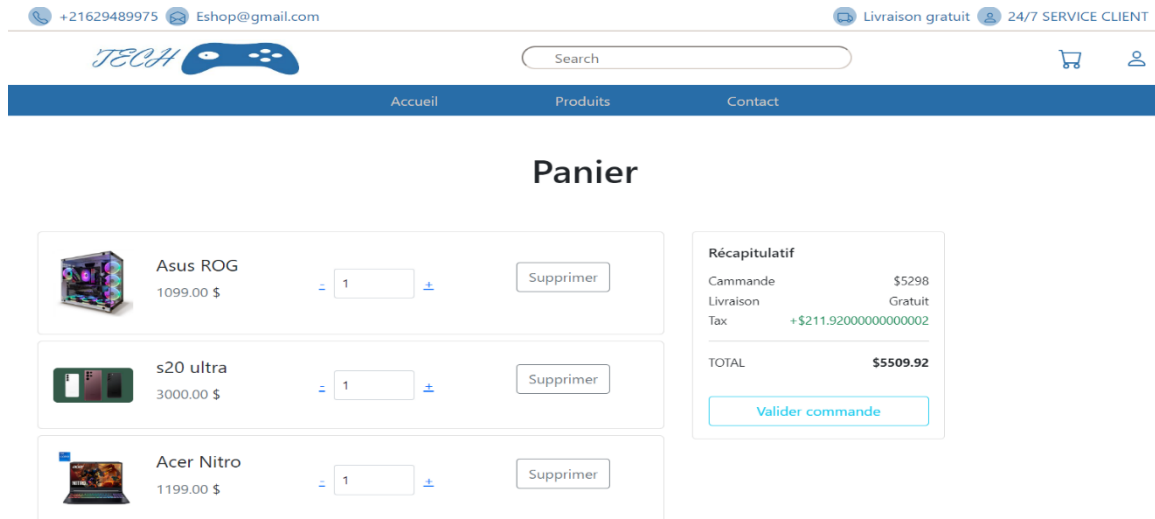 +21629489975 Eshop@gmail.com Livraison gratuit 24/7 SERVICE CLIENT
TECH Search
Accueil Produits Contact
Panier
Asus ROG
1099.00 $
- 1 +
Supprimer
s20 ultra
3000.00 $
- 1 +
Supprimer
Acer Nitro
1199.00 $
- 1 +
Supprimer
Récapitulatif
Cammande $5298
Livraison Gratuit
Tax +$211.92000000000002
TOTAL $5509.92
Valider commande